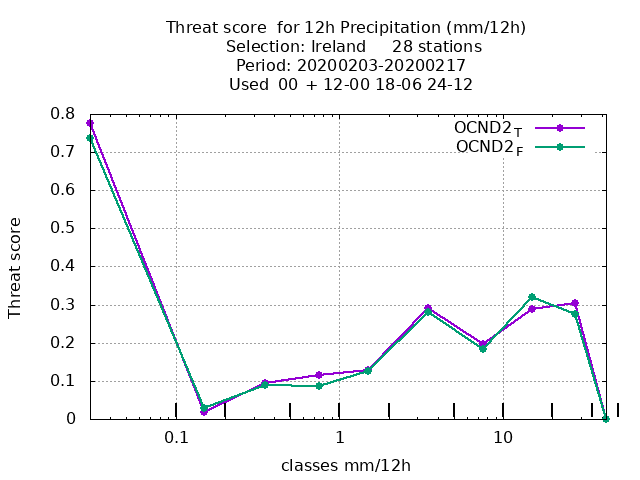 Threat score  for 12h Precipitation (mm/12h)
Selection: Ireland     28 stations
Period: 20200203-20200217
Used  00 + 12-00 18-06 24-12
OCND2T
OCND2F
0.8
0.7
0.6
0.5
0.4
0.3
0.2
0.1
0
Threat score
0.1 1 10
classes mm/12h